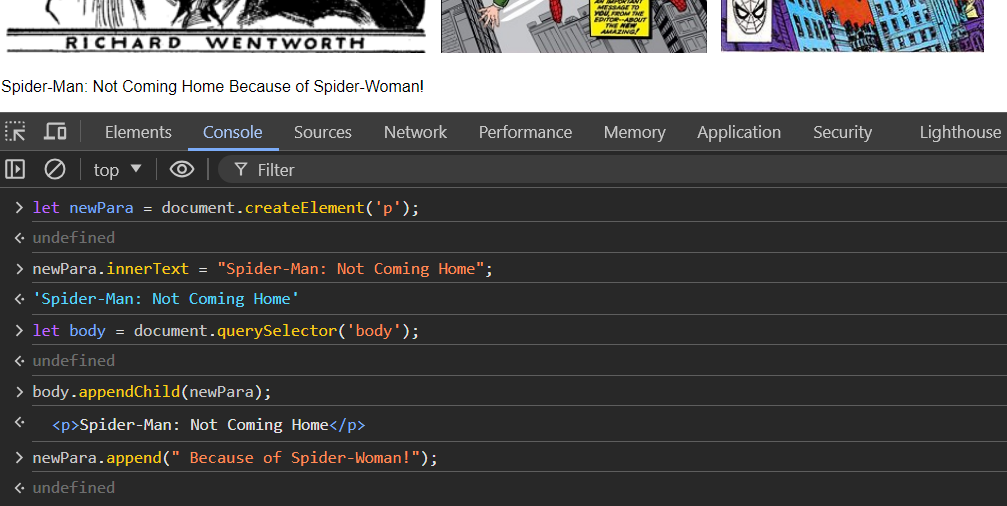 RICHARD WENTWORTH
AN IMPORTANT
MESSAGE TO
YOU, FROM THE
EDITOR--ABOUT
THE NEW
AMAZING!
Spider-Man: Not Coming Home Because of Spider-Woman!
Elements Console Sources Network Performance Memory Application Security Lighthouse
top Filter
let newPara = document.createElement('p');
undefined
newPara.innerText = "Spider-Man: Not Coming Home";
'Spider-Man: Not Coming Home'
let body = document.querySelector('body');
undefined
body.appendChild(newPara);
<p>Spider-Man: Not Coming Home</p>
newPara.append(" Because of Spider-Woman!");
undefined